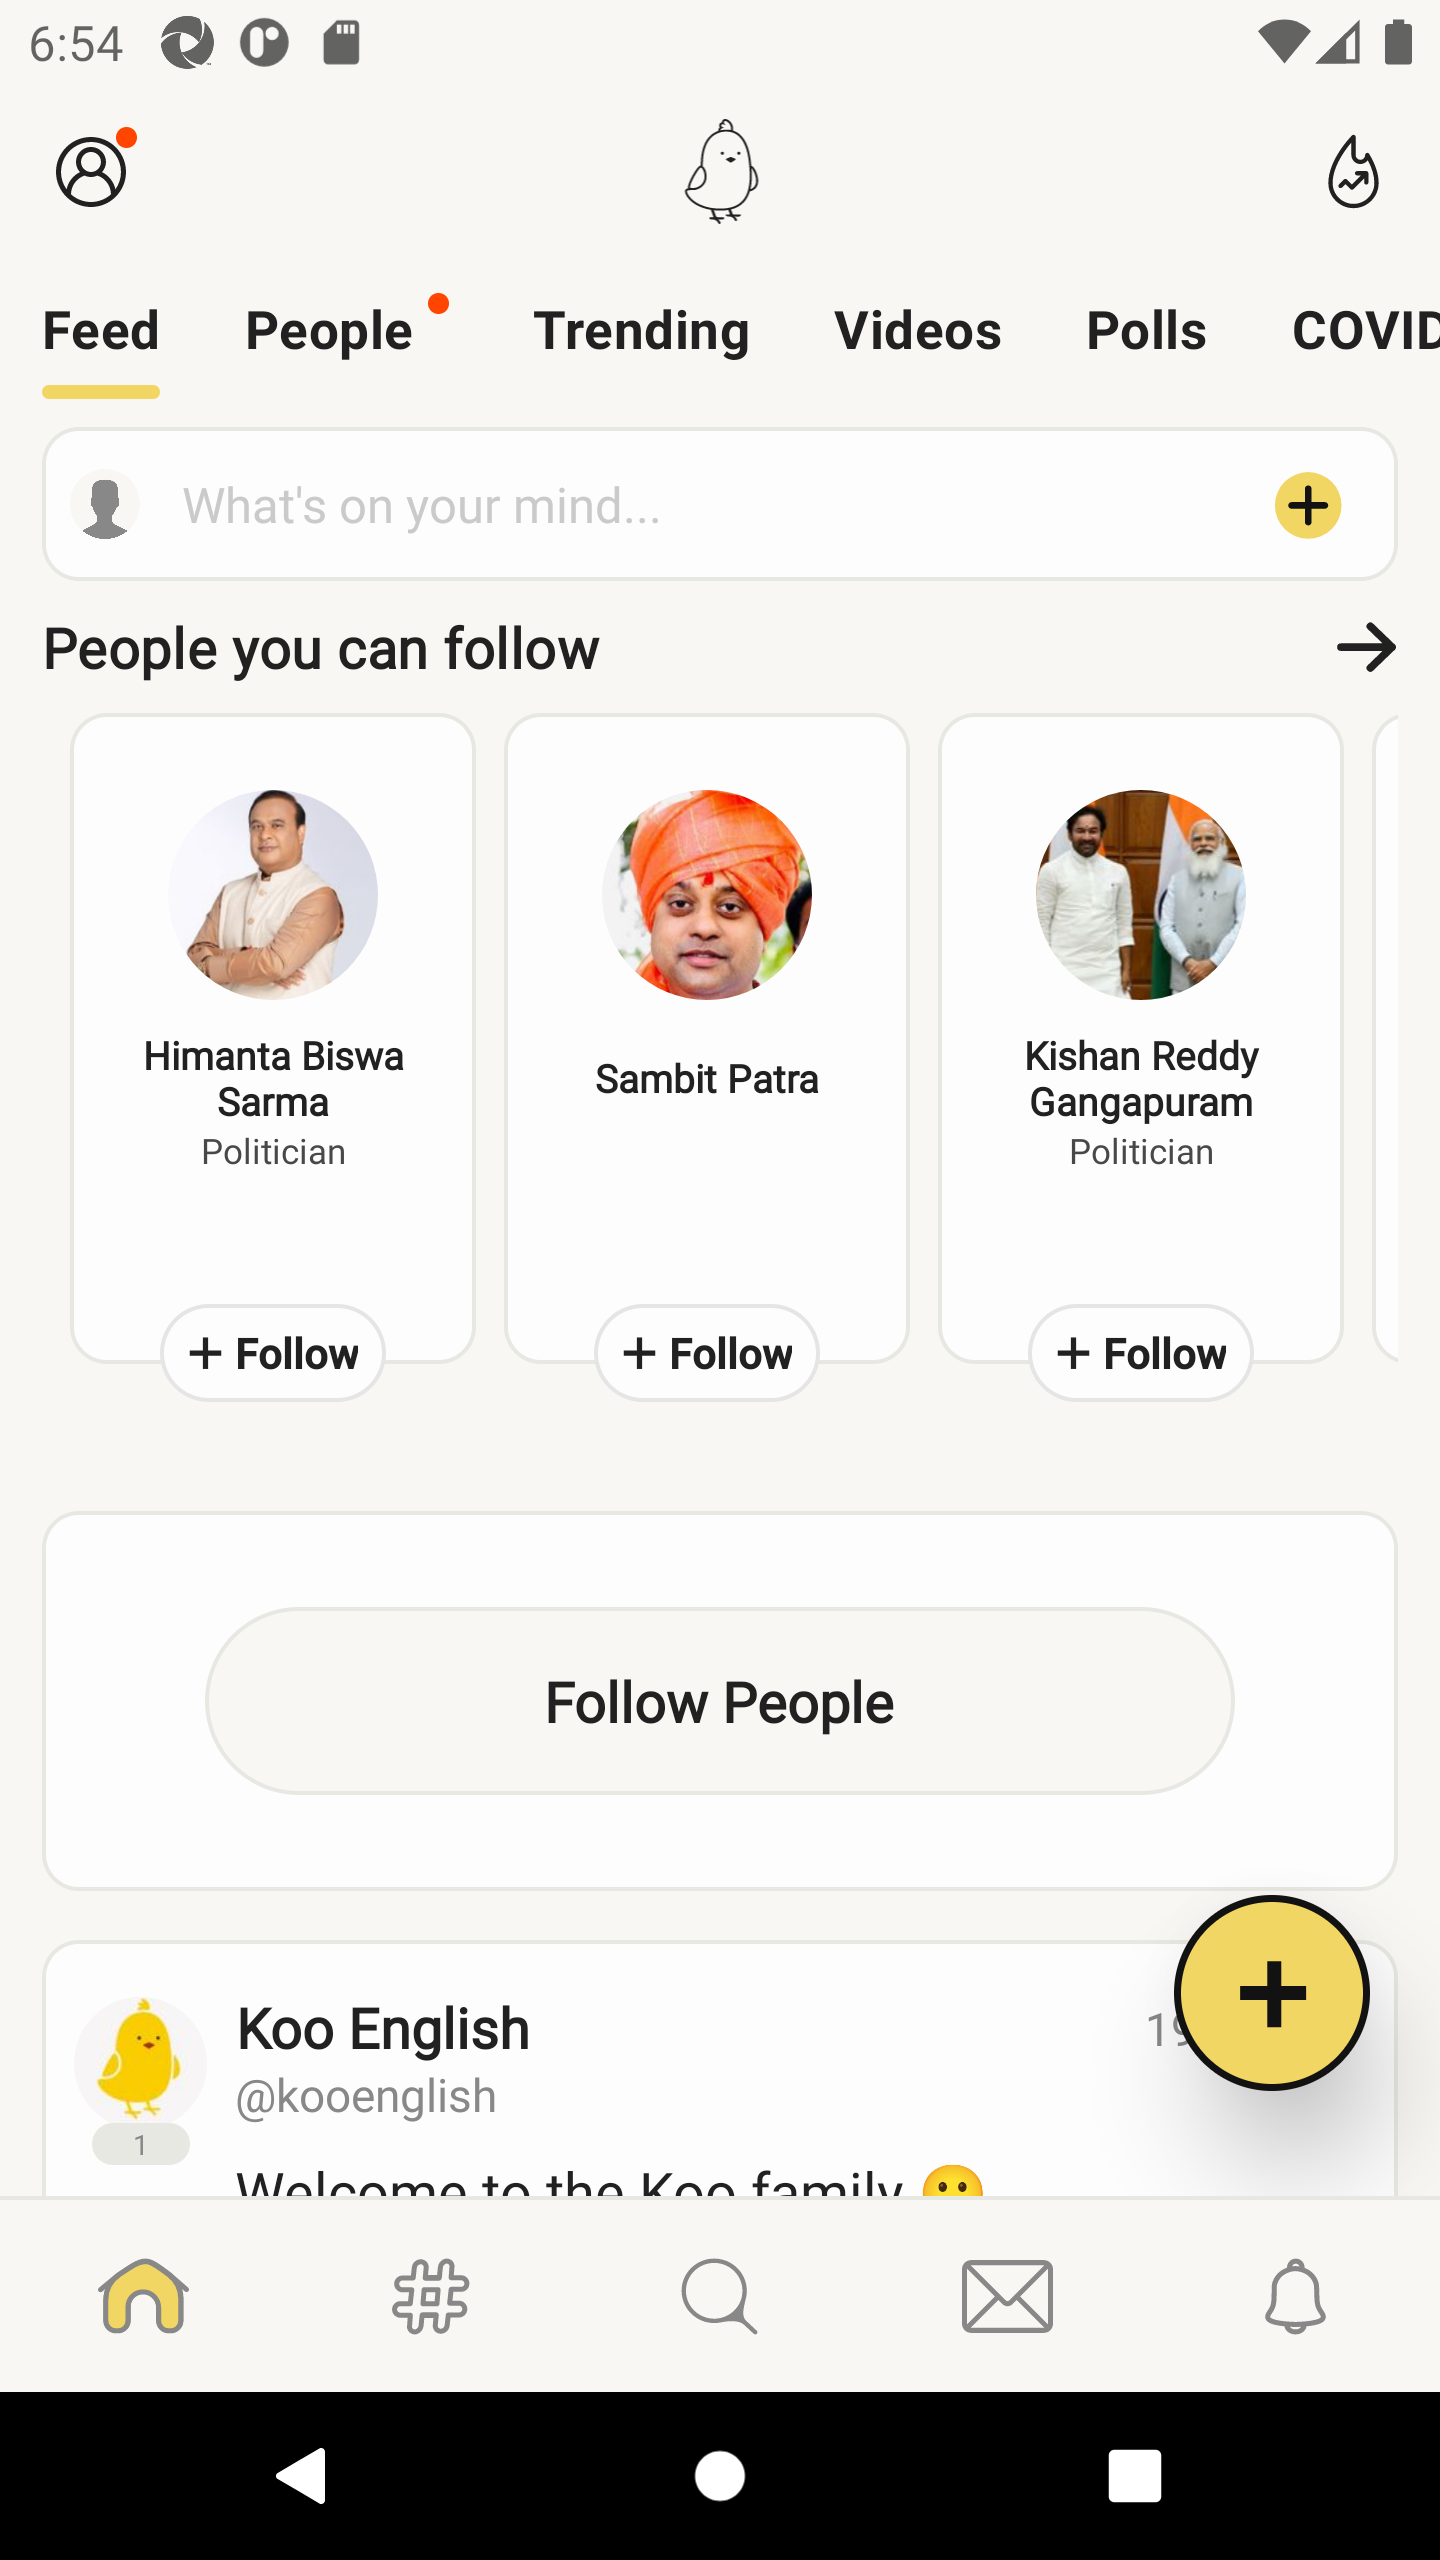 6:54
Feed People Trending Videos Polls COVID
What's on your mind...
People you can follow
Himanta Biswa
Sarma
Politician
+ Follow
Sambit Patra
+ Follow
Kishan Reddy
Gangapuram
Politician
+ Follow
Follow People
Koo English
@kooenglish
1
Welcome to the Koo family 😶